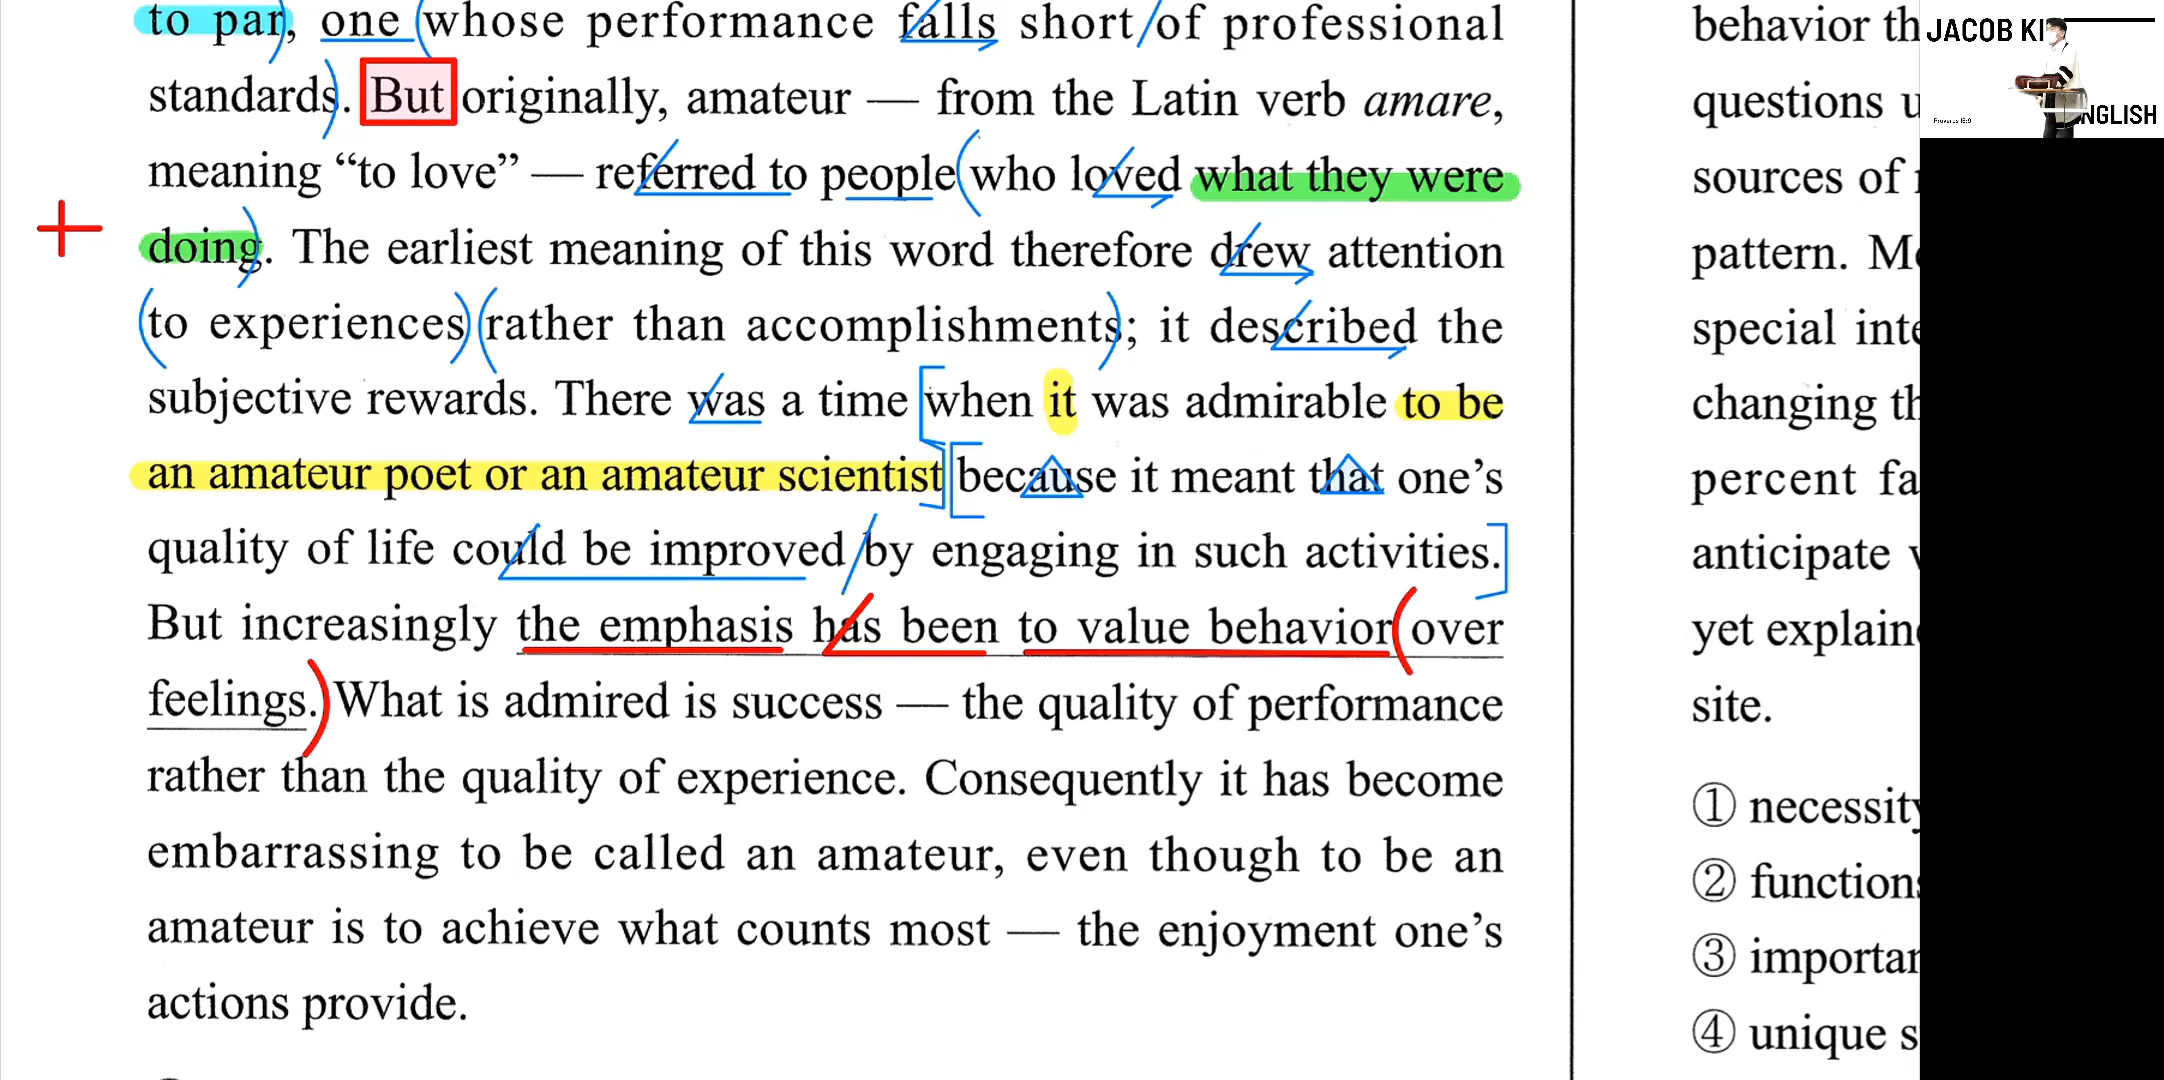 to par), one (whose performance falls short of professional
standards). But originally, amateur — from the Latin verb amare,
meaning “to love” — referred to people who loved what they were
doing. The earliest meaning of this word therefore drew attention
to experiences rather than accomplishments; it described the
subjective rewards. There was a time when it was admirable to be
an amateur poet or an amateur scientist because it meant that one’s
quality of life could be improved by engaging in such activities.
But increasingly the emphasis has been to value behavior over
feelings. What is admired is success — the quality of performance
rather than the quality of experience. Consequently it has become
embarrassing to be called an amateur, even though to be an
amateur is to achieve what counts most — the enjoyment one’s
actions provide.
behavior
questions
sources of
pattern.
special
changing
percent
anticipate
yet
site.
①
②
③
④ unique
JACOB KI
NGLISH
Proverbs 16:9